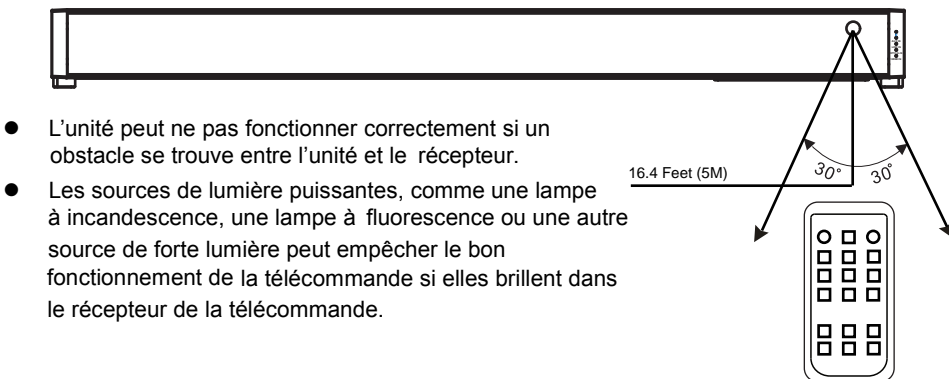 ● L’unité peut ne pas fonctionner correctement si un
obstacle se trouve entre l’unité et le récepteur.
● Les sources de lumière puissantes, comme une lampe
à incandescence, une lampe à fluorescence ou une autre
source de forte lumière peut empêcher le bon
fonctionnement de la télécommande si elles brillent dans
le récepteur de la télécommande.
16.4 Feet (5M)
30° 30°